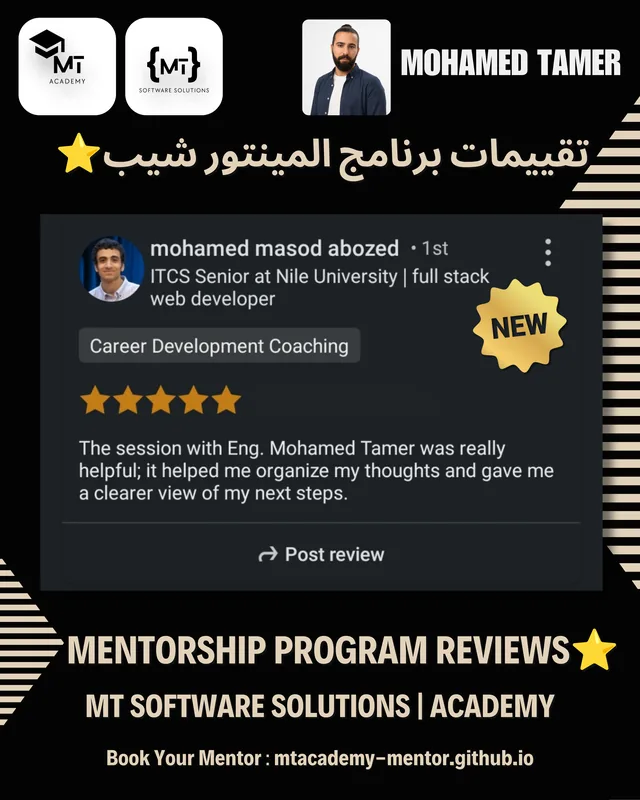 MT
ACADEMY
{MT}
SOFTWARE SOLUTIONS
MOHAMED TAMER
تقييمات برنامج المينتور شيب⭐
mohamed masod abozed • 1st
ITCS Senior at Nile University | full stack
web developer
NEW
Career Development Coaching
The session with Eng. Mohamed Tamer was really
helpful; it helped me organize my thoughts and gave me
a clearer view of my next steps.
Post review
MENTORSHIP PROGRAM REVIEWS⭐
MT SOFTWARE SOLUTIONS | ACADEMY
Book Your Mentor : mtacademy-mentor.github.io